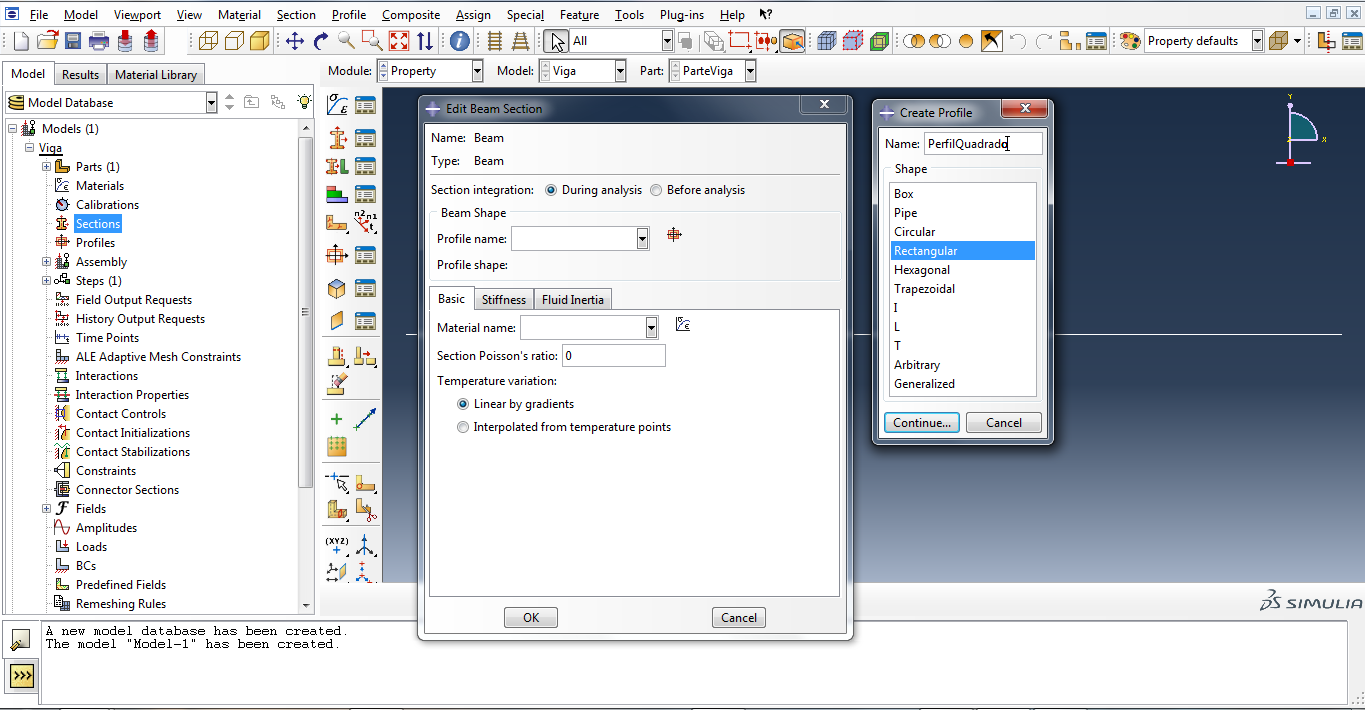 File Model Viewport View Material Section Profile Composite Assign Special Feature Tools Plug-ins Help
All Property defaults
Model Results Material Library
Module: Property Model: Viga Part: ParteViga
Model Database
Models (1)
Viga
Parts (1)
Materials
Calibrations
Sections
Profiles
Assembly
Steps (1)
Field Output Requests
History Output Requests
Time Points
ALE Adaptive Mesh Constraints
Interactions
Interaction Properties
Contact Controls
Contact Initializations
Contact Stabilizations
Constraints
Connector Sections
Fields
Amplitudes
Loads
BCs
Predefined Fields
Remeshing Rules
n2 n1
(XYZ)
Edit Beam Section
Name: Beam
Type: Beam
Section integration: During analysis Before analysis
Beam Shape
Profile name:
Profile shape:
Basic Stiffness Fluid Inertia
Material name:
Section Poisson's ratio: 0
Temperature variation:
Linear by gradients
Interpolated from temperature points
OK Cancel
Create Profile
Name: PerfilQuadrado
Shape
Box
Pipe
Circular
Rectangular
Hexagonal
Trapezoidal
I
L
T
Arbitrary
Generalized
Continue... Cancel
Y
X
SIMULIA
A new model database has been created.
The model "Model-1" has been created.
>>>